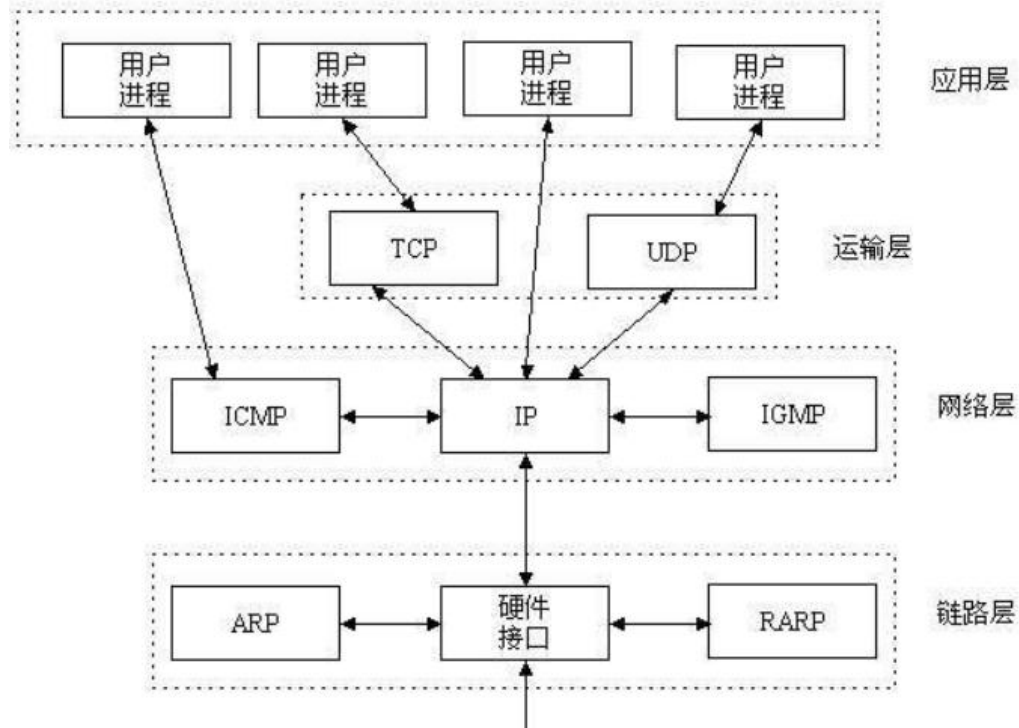 用户
进程
用户
进程
用户
进程
用户
进程
应用层
TCP
UDP
运输层
ICMP
IP
IGMP
网络层
ARP
硬件
接口
RARP
链路层